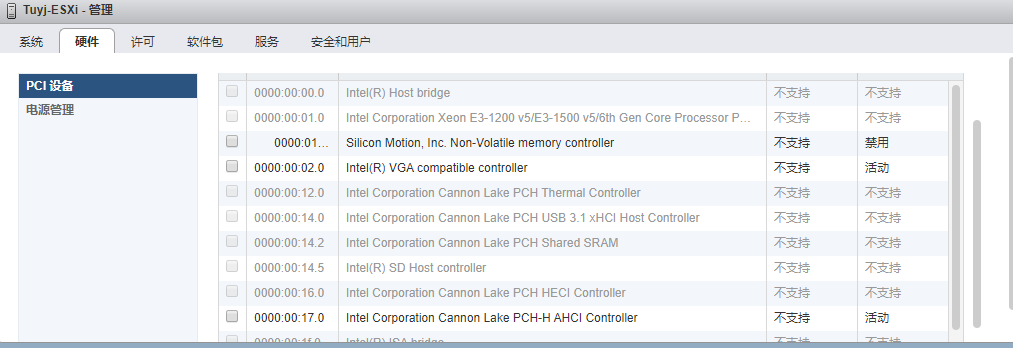 Tuyj-ESXi - 管理
系统 硬件 许可 软件包 服务 安全和用户
PCI 设备
电源管理
0000:00:00.0 Intel(R) Host bridge 不支持 不支持
0000:00:01.0 Intel Corporation Xeon E3-1200 v5/E3-1500 v5/6th Gen Core Processor P... 不支持 不支持
0000:01... Silicon Motion, Inc. Non-Volatile memory controller 不支持 禁用
0000:00:02.0 Intel(R) VGA compatible controller 不支持 活动
0000:00:12.0 Intel Corporation Cannon Lake PCH Thermal Controller 不支持 不支持
0000:00:14.0 Intel Corporation Cannon Lake PCH USB 3.1 xHCI Host Controller 不支持 不支持
0000:00:14.2 Intel Corporation Cannon Lake PCH Shared SRAM 不支持 不支持
0000:00:14.5 Intel(R) SD Host controller 不支持 不支持
0000:00:16.0 Intel Corporation Cannon Lake PCH HECI Controller 不支持 不支持
0000:00:17.0 Intel Corporation Cannon Lake PCH-H AHCI Controller 不支持 活动
0000:00:1f.0 Intel(R) ISA bridge 不支持 不支持